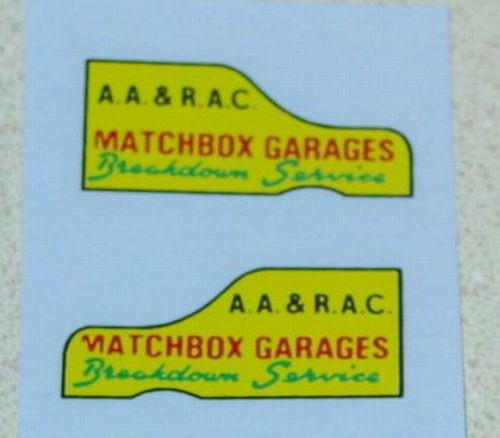 A.A. & R.A.C.
MATCHBOX GARAGES
Breakdown Service
A.A. & R.A.C.
MATCHBOX GARAGES
Breakdown Service